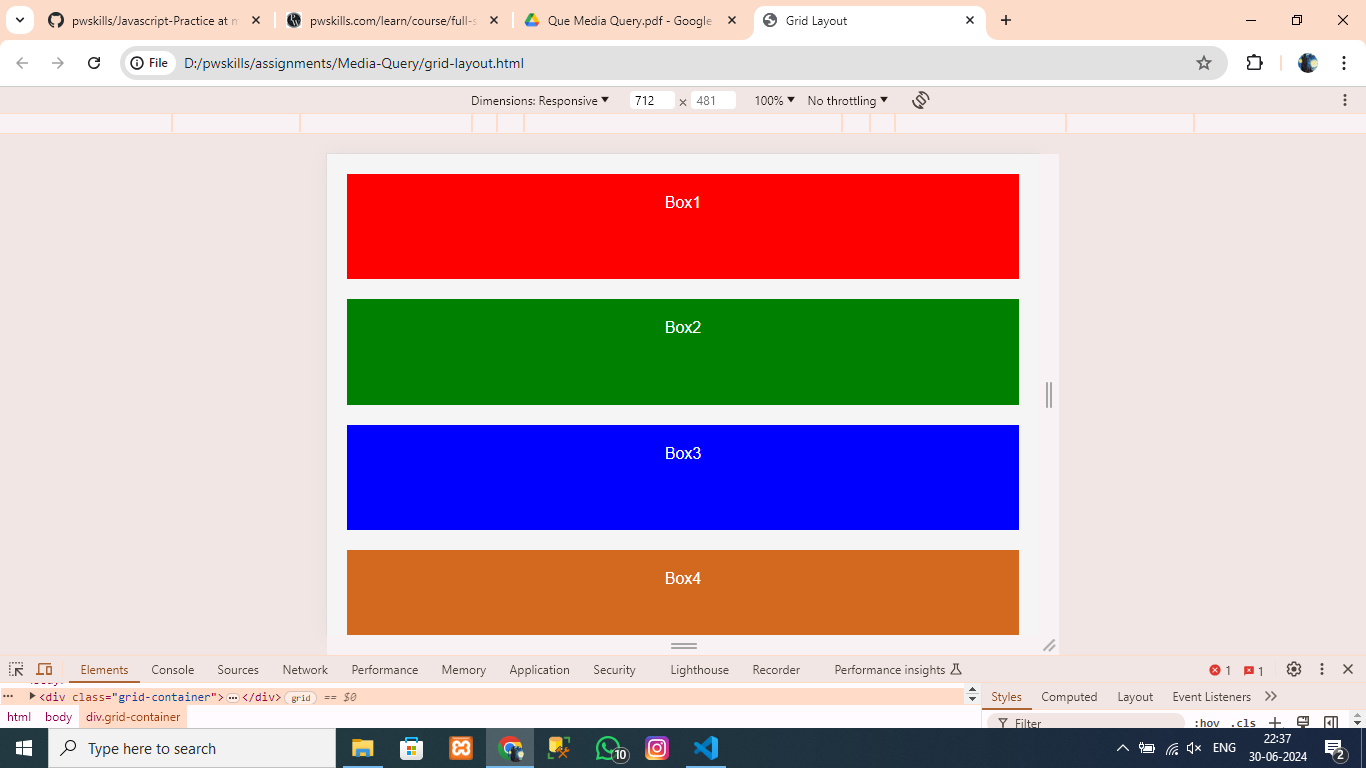 pwskills/Javascript-Practice at m
pwskills.com/learn/course/full-s
Que Media Query.pdf - Google
Grid Layout
File
D:/pwskills/assignments/Media-Query/grid-layout.html
Dimensions: Responsive
712
×
481
100%
No throttling
Box1
Box2
Box3
Box4
Elements
Console
Sources
Network
Performance
Memory
Application
Security
Lighthouse
Recorder
Performance insights
1
1
<div class="grid-container"> </div> grid == $0
Styles
Computed
Layout
Event Listeners
html
body
div.grid-container
Filter
:hov
.cls
Type here to search
10
ENG
22:37
30-06-2024
2